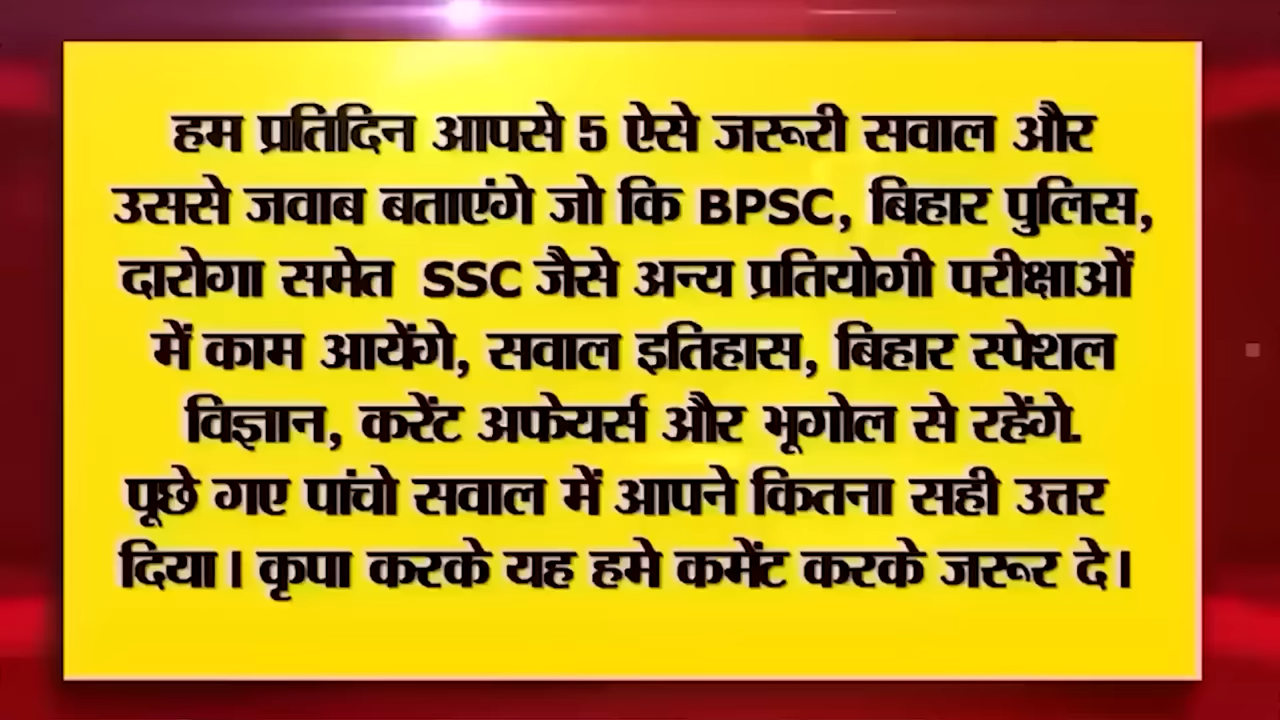 हम प्रतिदिन आपसे 5 ऐसे जरूरी सवाल और
उससे जवाब बताएंगे जो कि BPSC, बिहार पुलिस,
दारोगा समेत SSC जैसे अन्य प्रतियोगी परीक्षाओं
में काम आयेंगे, सवाल इतिहास, बिहार स्पेशल
विज्ञान, करेंट अफेयर्स और भूगोल से रहेंगे.
पूछे गए पांचो सवाल में आपने कितना सही उत्तर
दिया। कृपा करके यह हमे कमेंट करके जरूर दे।